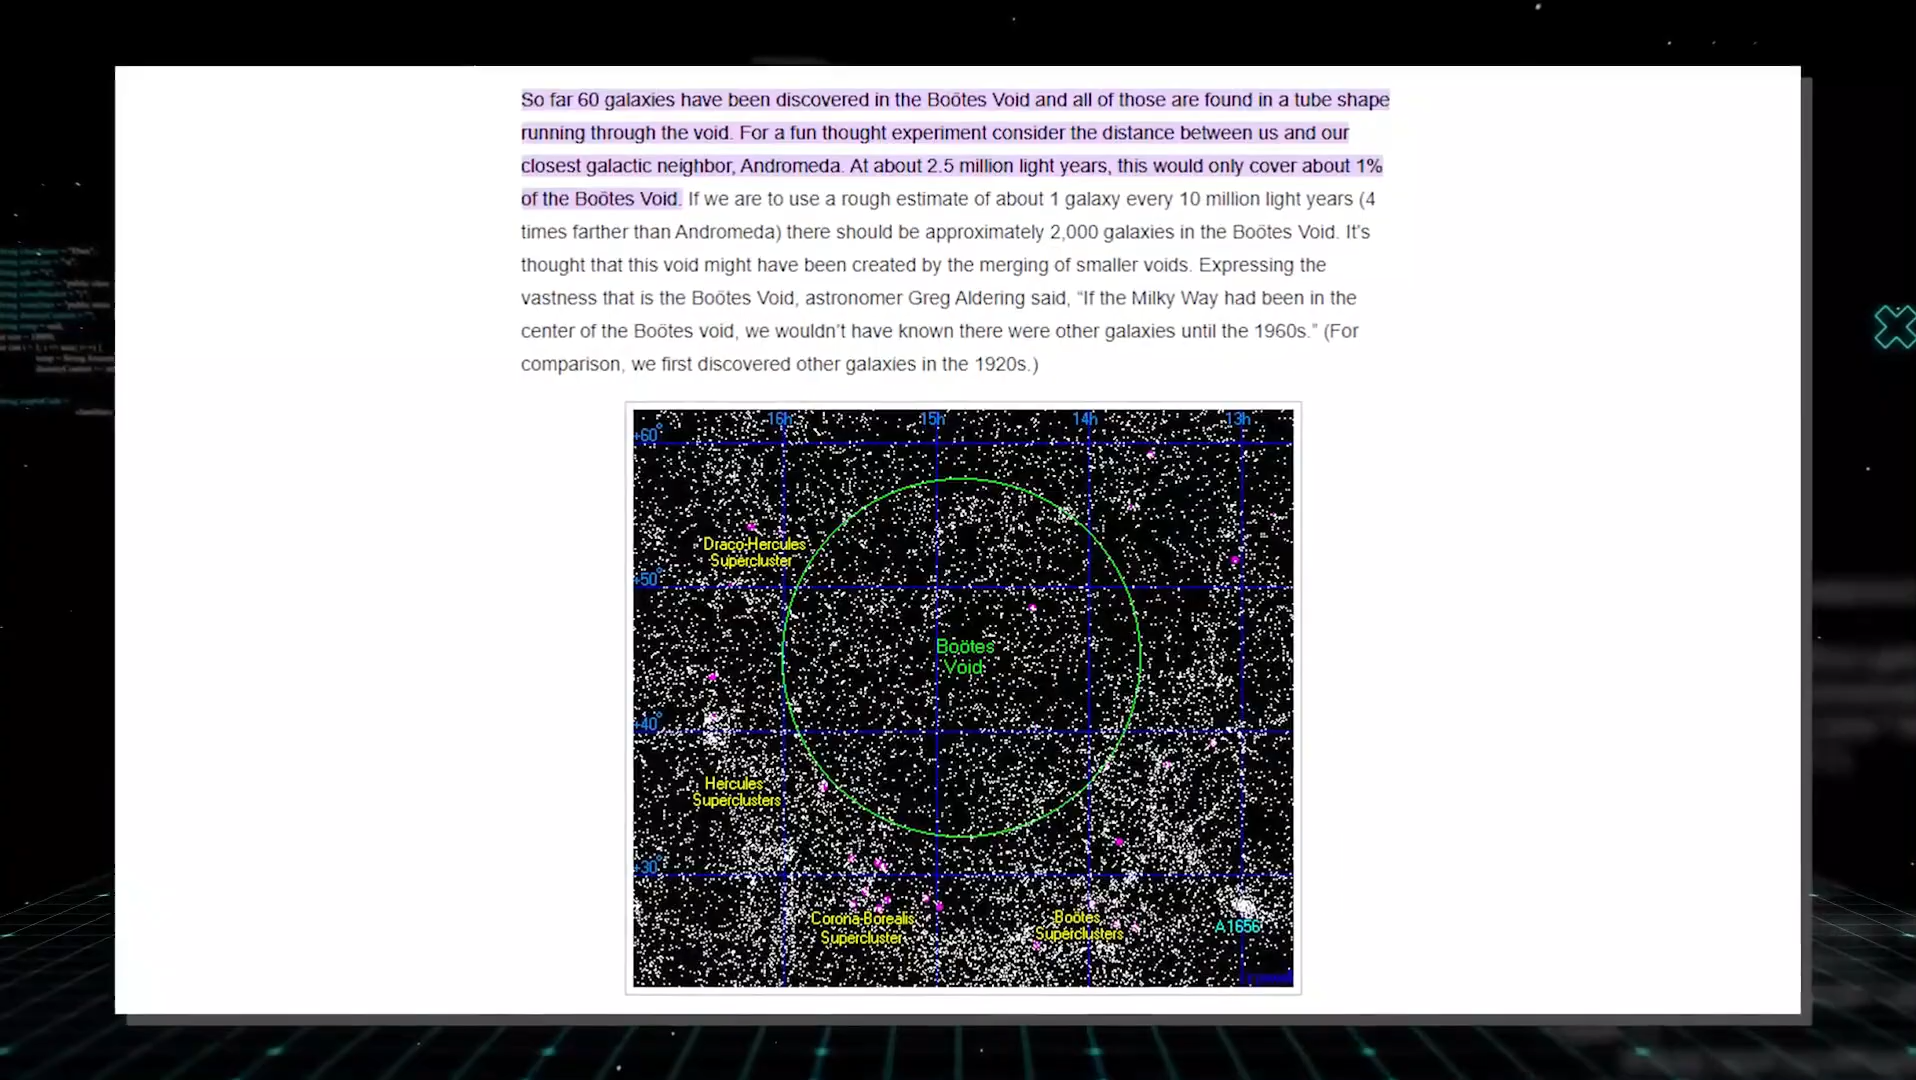 So far 60 galaxies have been discovered in the Boötes Void and all of those are found in a tube shape
running through the void. For a fun thought experiment consider the distance between us and our
closest galactic neighbor, Andromeda. At about 2.5 million light years, this would only cover about 1%
of the Boötes Void. If we are to use a rough estimate of about 1 galaxy every 10 million light years (4
times farther than Andromeda) there should be approximately 2,000 galaxies in the Boötes Void. It’s
thought that this void might have been created by the merging of smaller voids. Expressing the
vastness that is the Boötes Void, astronomer Greg Aldering said, “If the Milky Way had been in the
center of the Boötes void, we wouldn’t have known there were other galaxies until the 1960s.” (For
comparison, we first discovered other galaxies in the 1920s.)
16h 15h 14h 13h
+60°
Draco-Hercules
Supercluster
+50°
Boötes
Void
+40°
Hercules
Superclusters
+30°
Corona-Borealis
Supercluster
Boötes
Superclusters
A1656